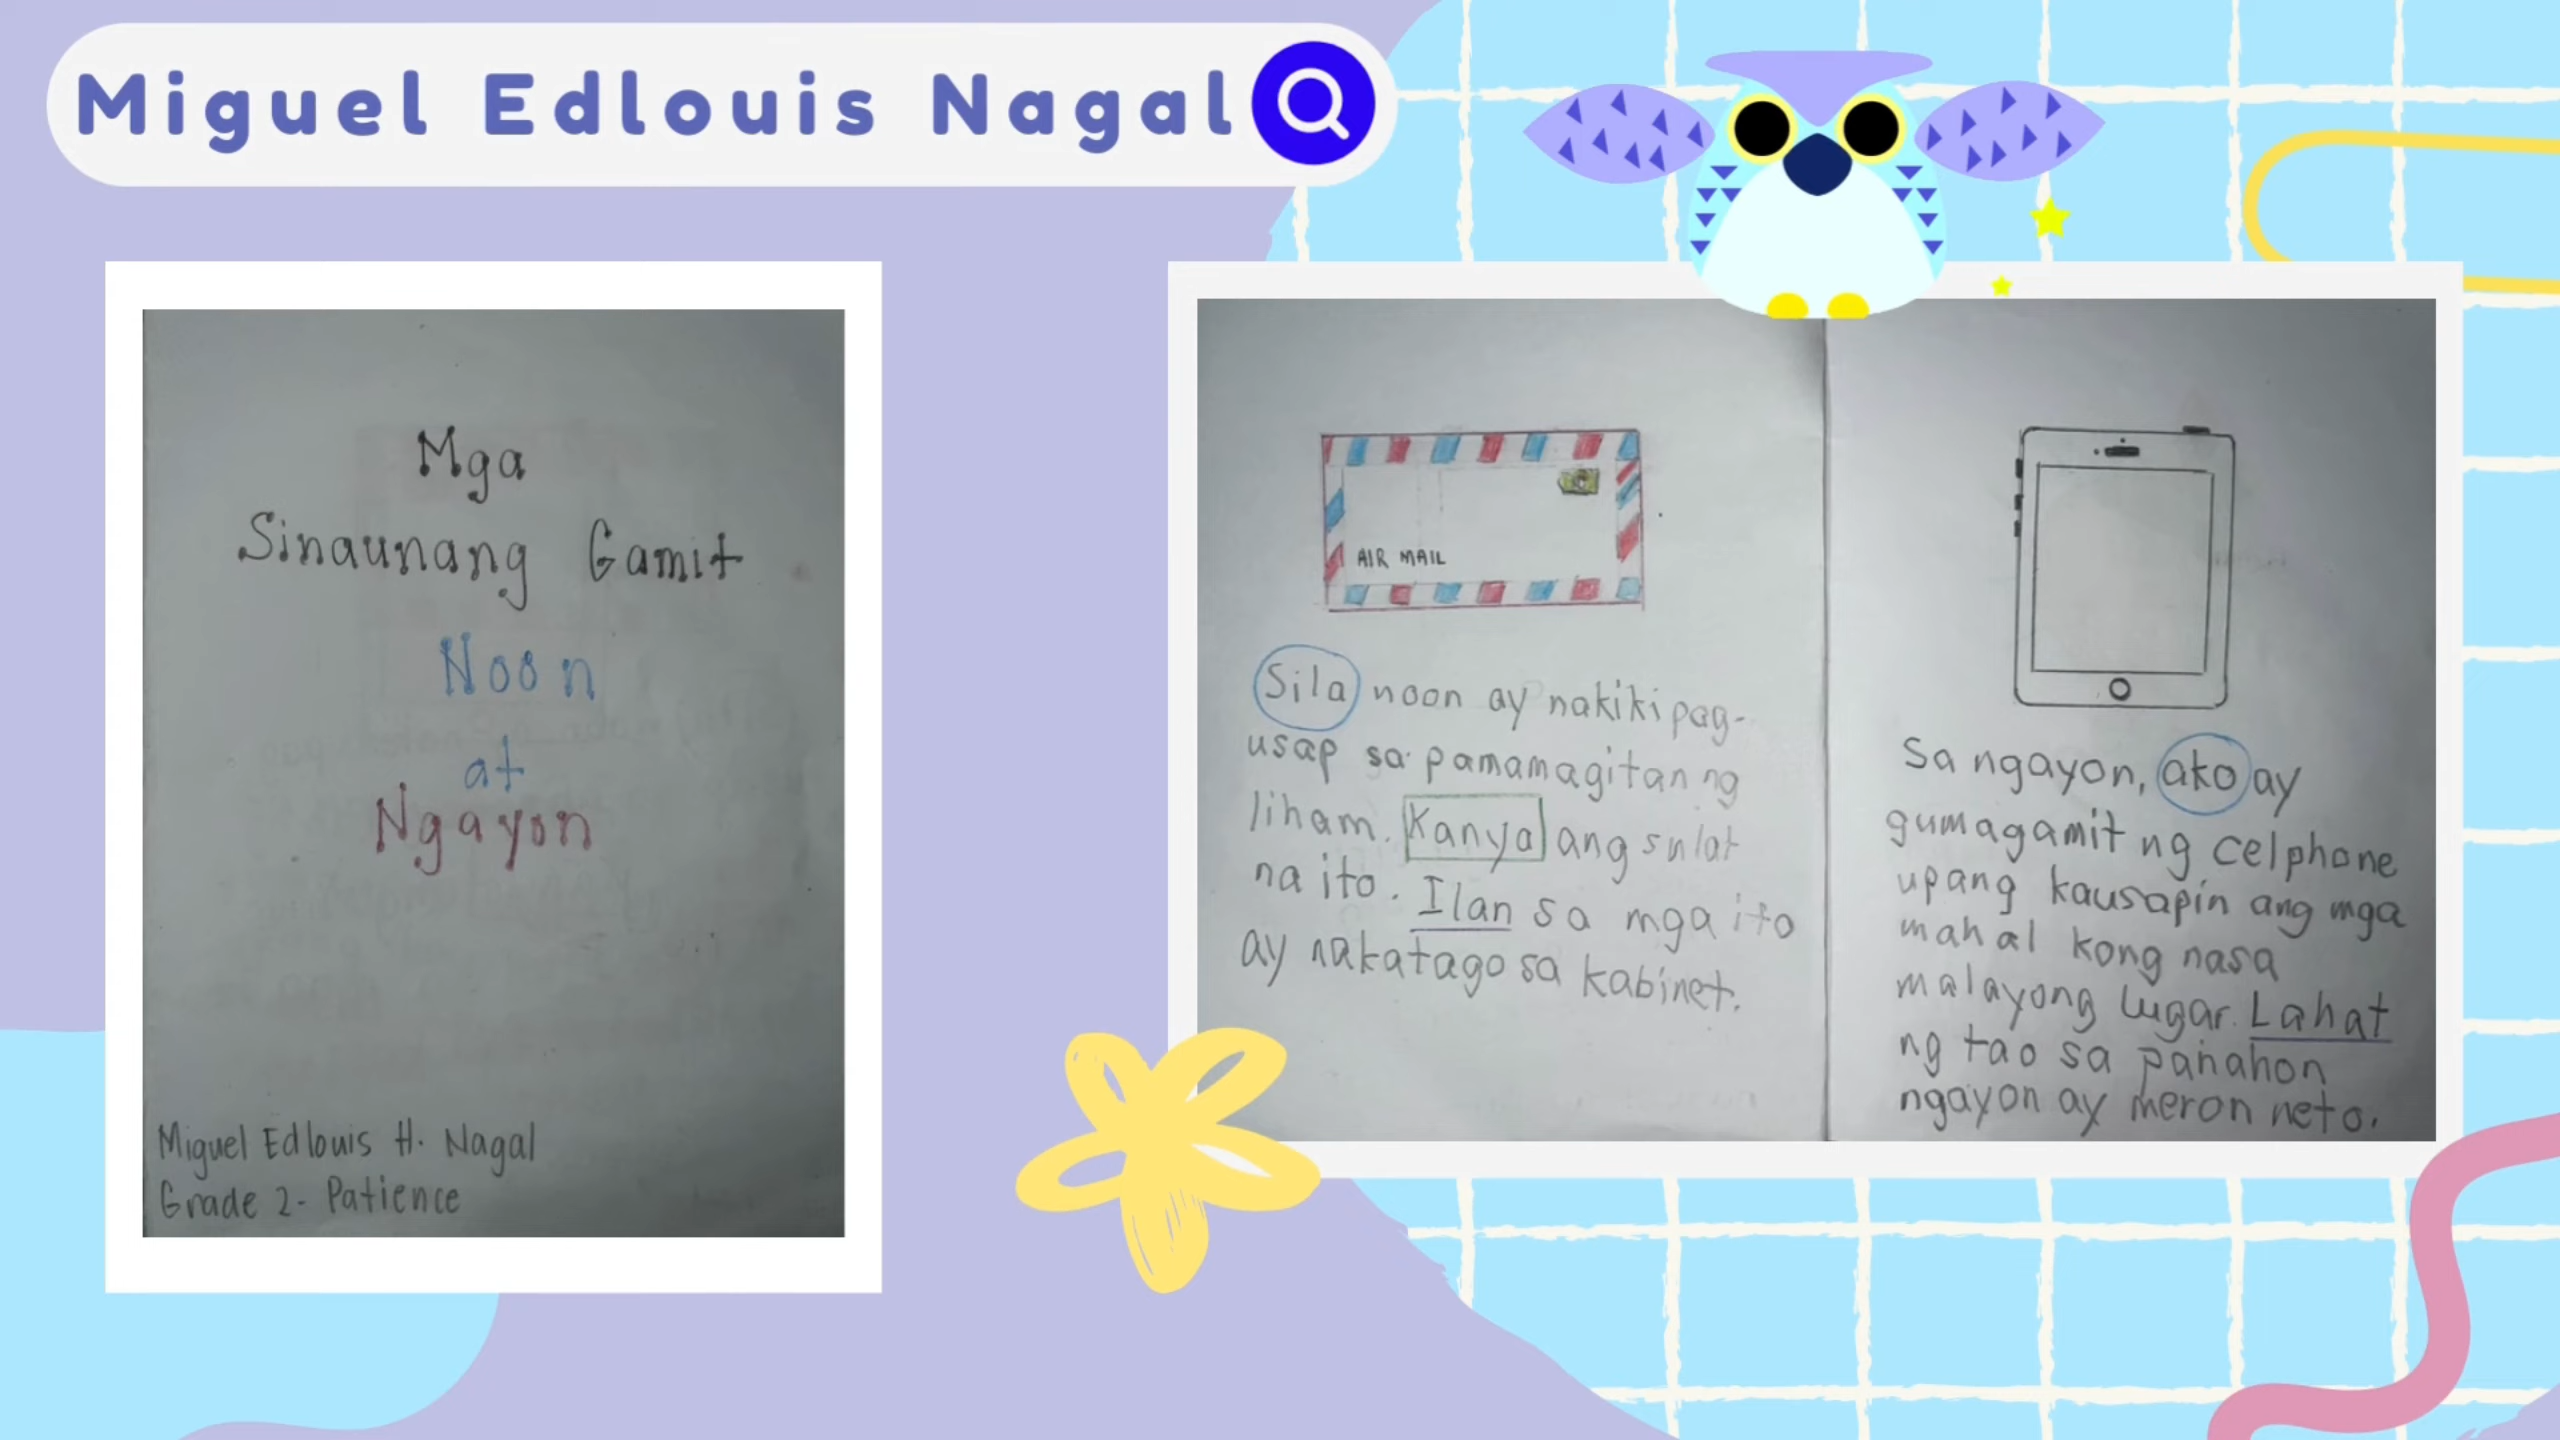 Miguel Edlouis Nagal
Mga
Sinaunang Gamit
Noon
at
Ngayon
Miguel Edlouis H. Nagal
Grade 2- Patience
AIR MAIL
Sila noon ay nakikipag-
usap sa pamamagitan ng
liham. Kanya ang sulat
na ito. Ilan sa mga ito
ay nakatago sa kabinet.
Sa ngayon, ako ay
gumagamit ng celphone
upang kausapin ang mga
mahal kong nasa
malayong lugar. Lahat
ng tao sa panahon
ngayon ay meron neto.